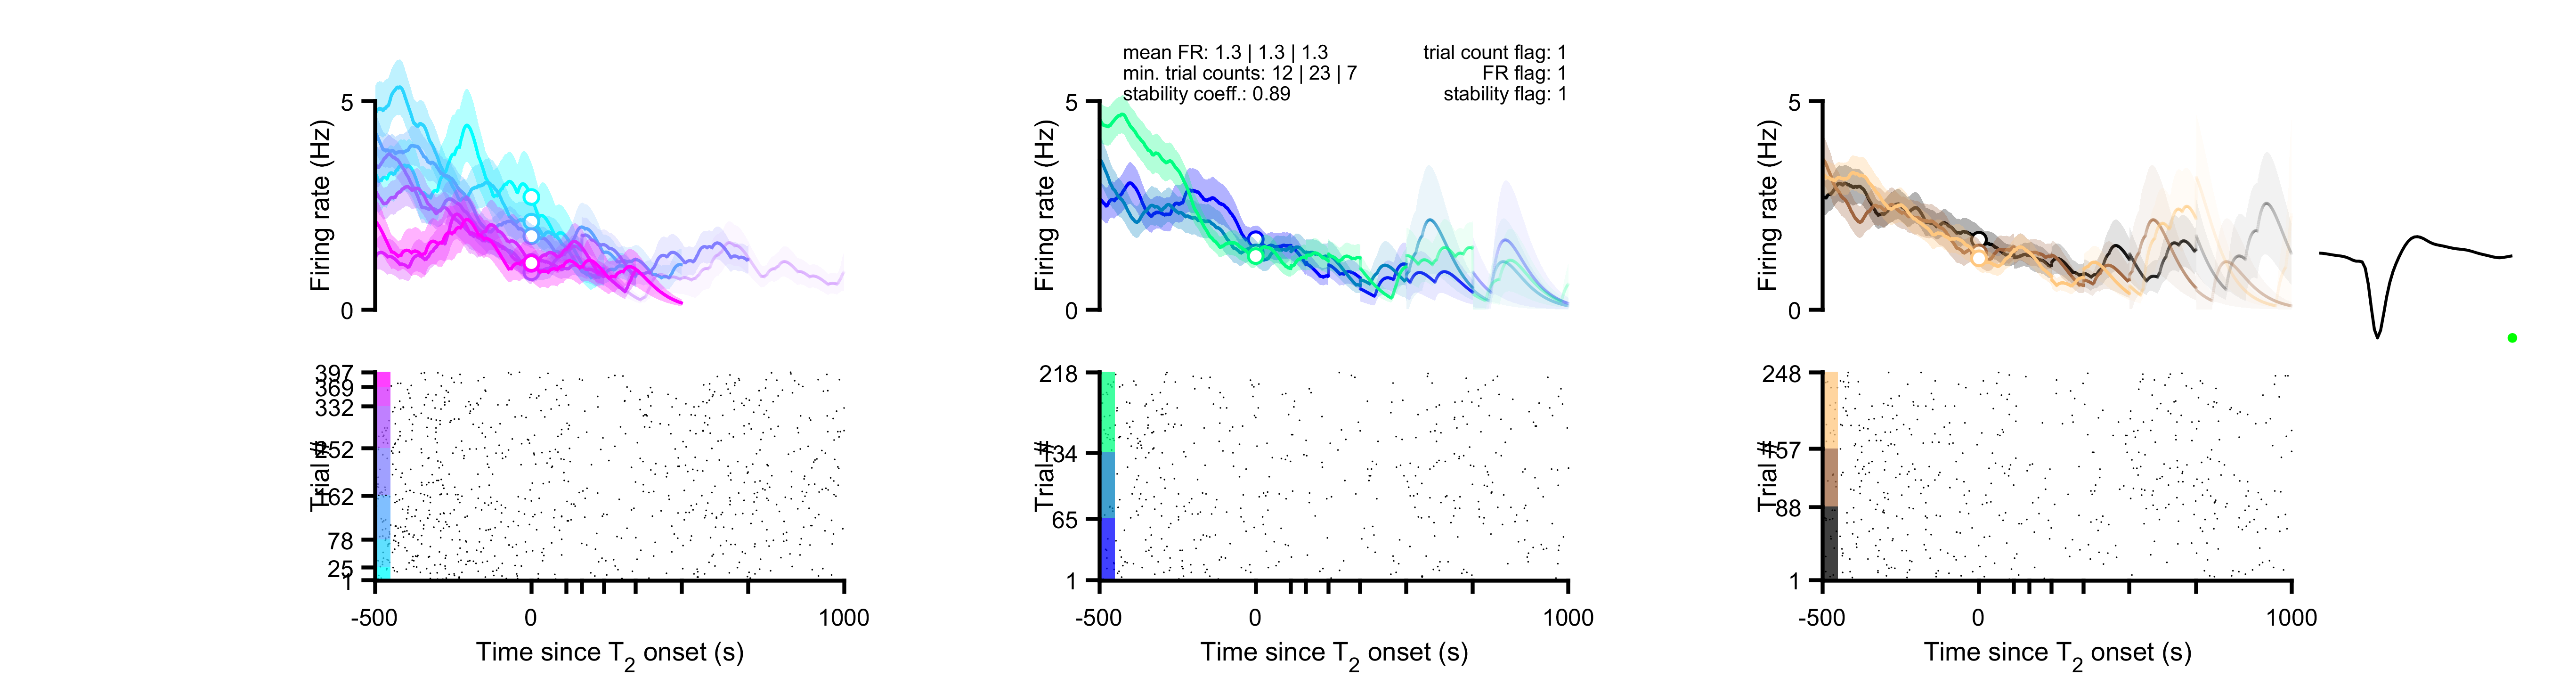 mean FR: 1.3 | 1.3 | 1.3
min. trial counts: 12 | 23 | 7
stability coeff.: 0.89
trial count flag: 1
FR flag: 1
stability flag: 1
5
0
Firing rate (Hz)
5
0
Firing rate (Hz)
5
0
Firing rate (Hz)
397
369
332
252
162
78
25
1
Trial #
-500
0
1000
Time since T2 onset (s)
218
134
65
1
Trial #
-500
0
1000
Time since T2 onset (s)
248
157
88
1
Trial #
-500
0
1000
Time since T2 onset (s)